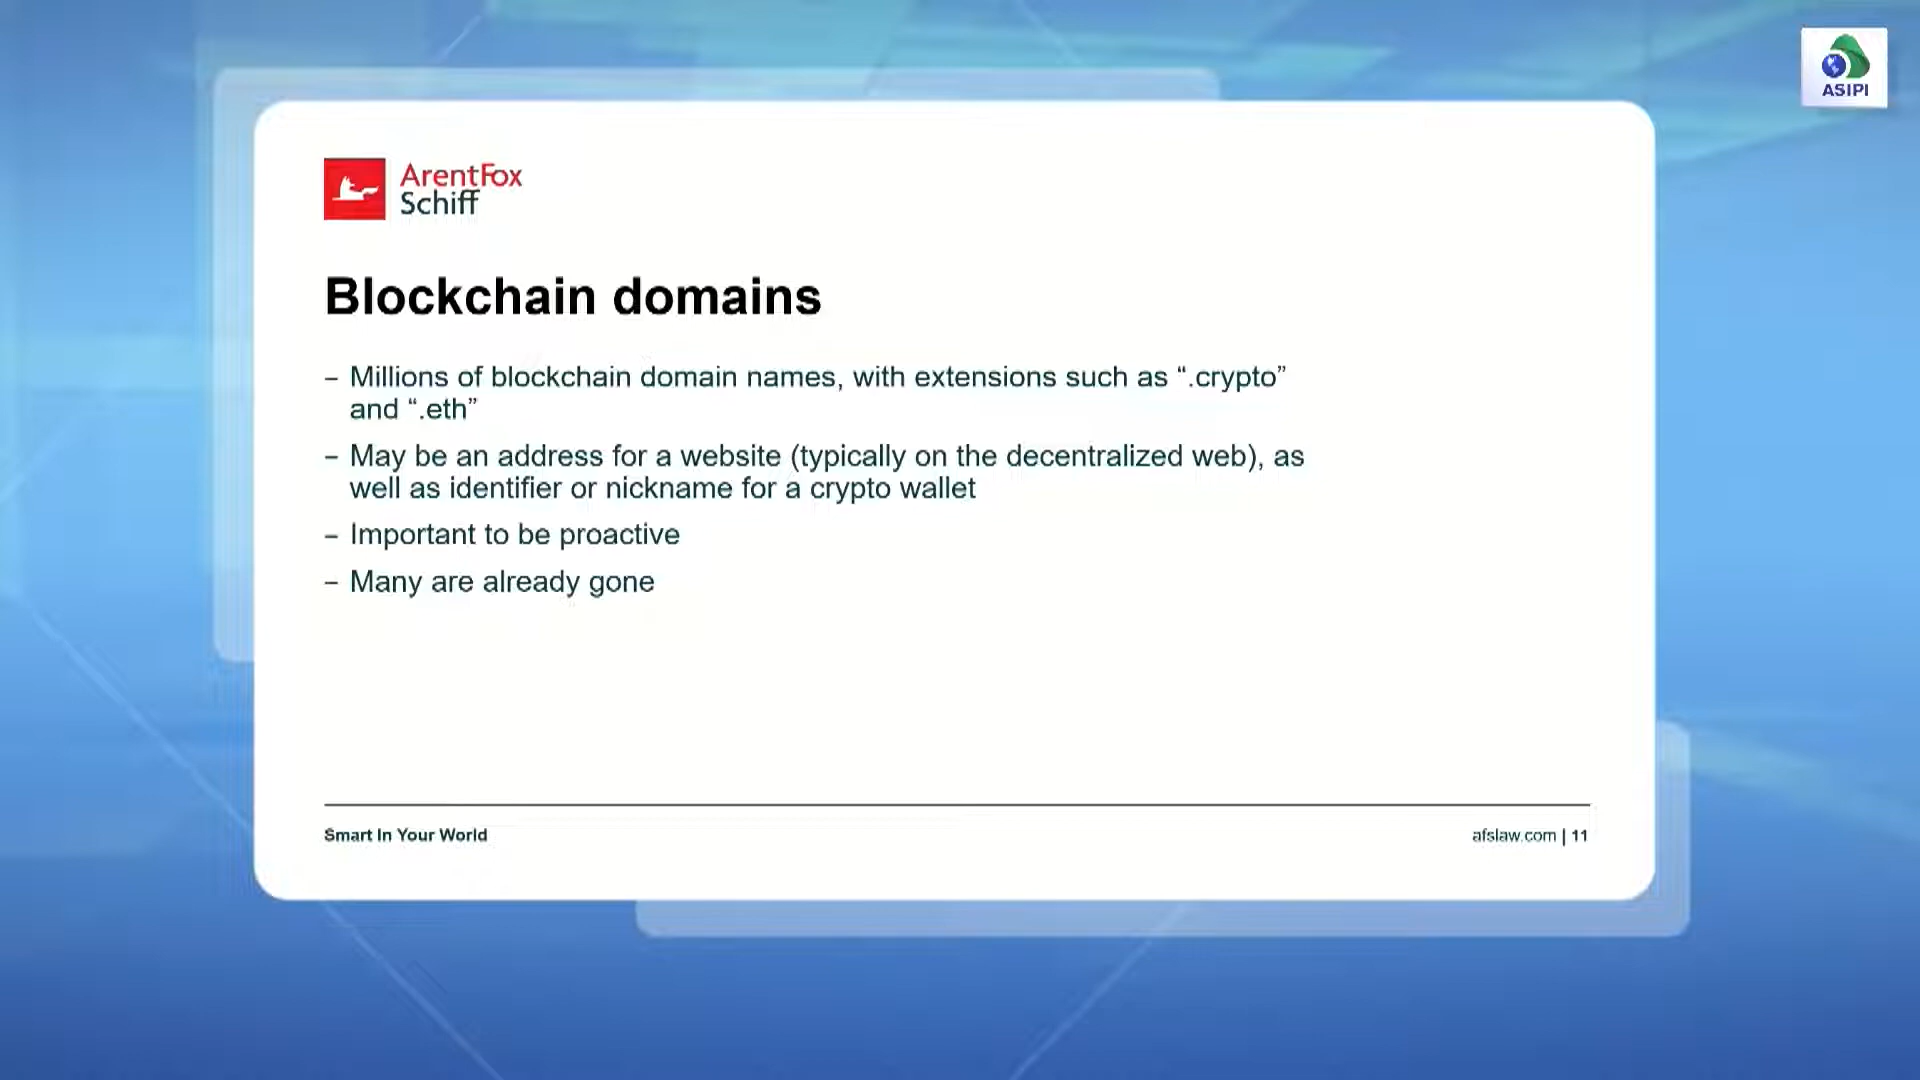 ASIPI
ArentFox
Schiff
Blockchain domains
– Millions of blockchain domain names, with extensions such as “.crypto”
and “.eth”
– May be an address for a website (typically on the decentralized web), as
well as identifier or nickname for a crypto wallet
– Important to be proactive
– Many are already gone
Smart In Your World
afslaw.com | 11